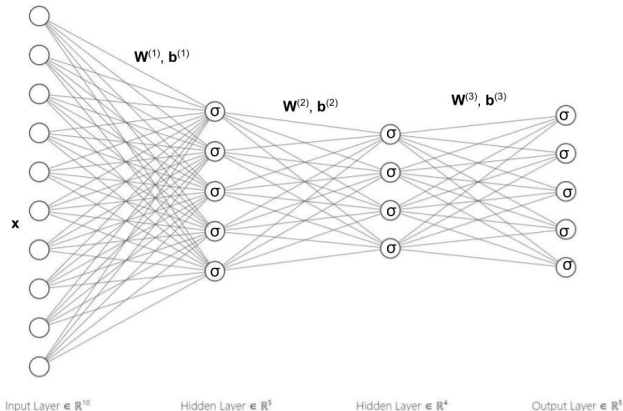 W⁽¹⁾, b⁽¹⁾
W⁽²⁾, b⁽²⁾
W⁽³⁾, b⁽³⁾
x
σ
σ
σ
σ
σ
σ
σ
σ
σ
σ
σ
σ
σ
σ
Input Layer ∈ ℝ¹⁰
Hidden Layer ∈ ℝ⁵
Hidden Layer ∈ ℝ⁴
Output Layer ∈ ℝ⁵